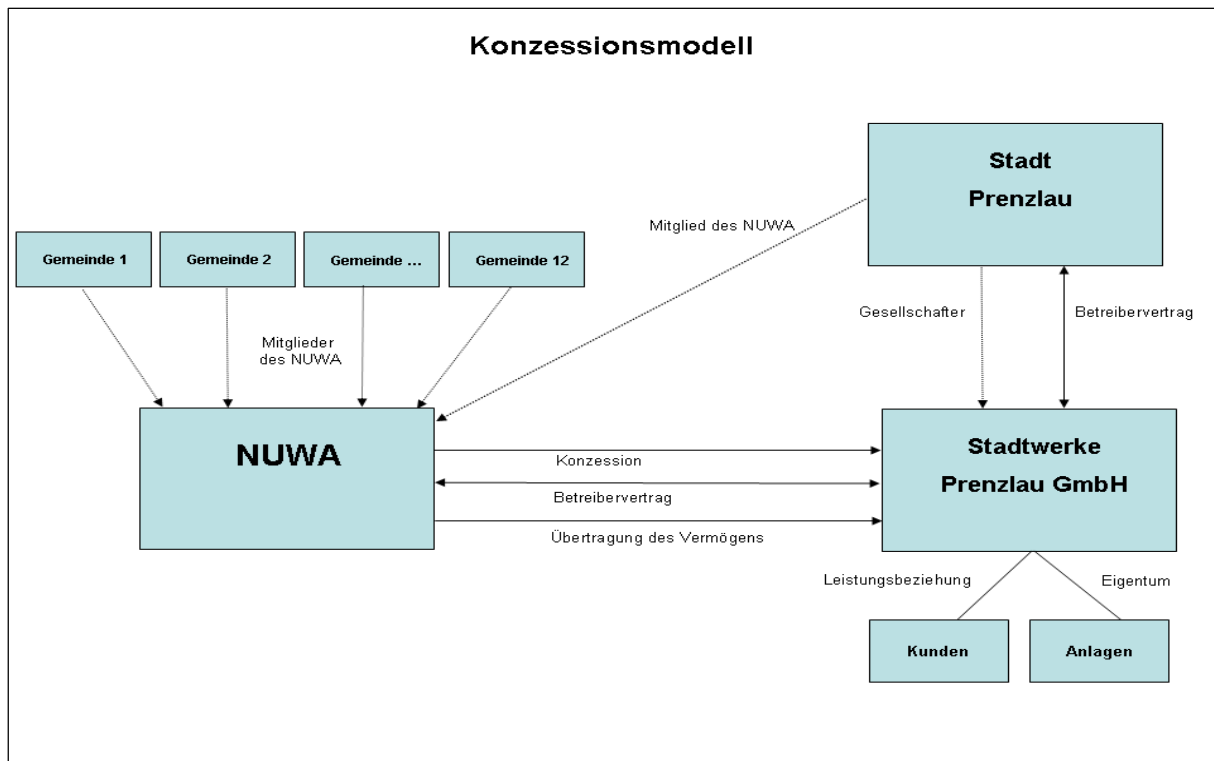 Konzessionsmodell
Stadt
Prenzlau
Mitglied des NUWA
Gemeinde 1
Gemeinde 2
Gemeinde ...
Gemeinde 12
Gesellschafter
Betreibervertrag
Mitglieder
des NUWA
NUWA
Konzession
Betreibervertrag
Übertragung des Vermögens
Stadtwerke
Prenzlau GmbH
Leistungsbeziehung
Eigentum
Kunden
Anlagen